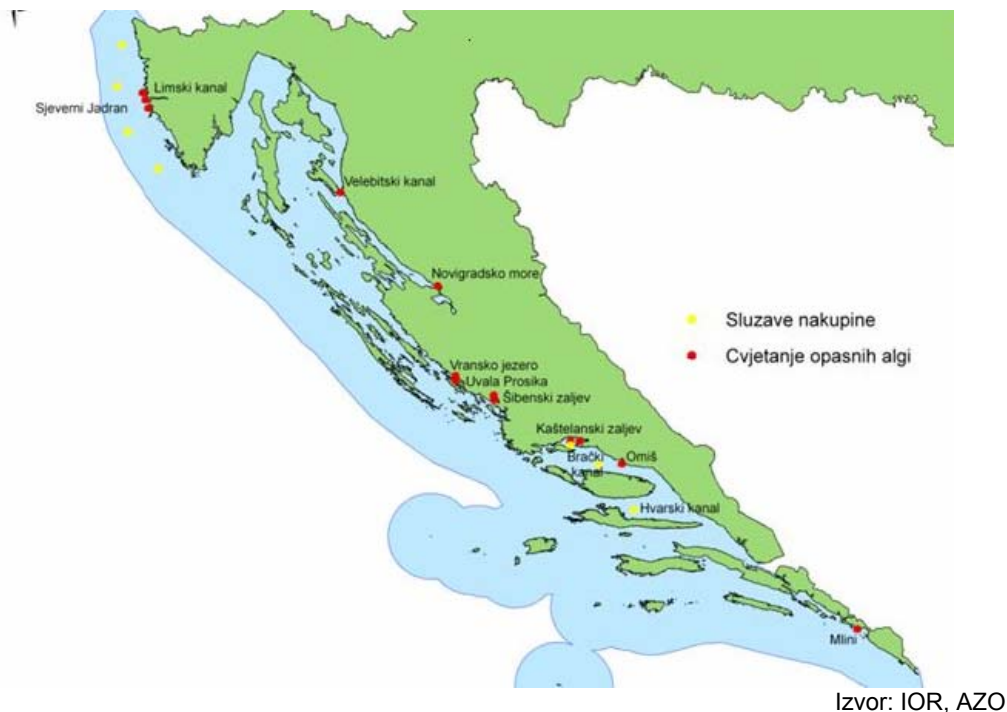 Limski kanal
Sjeverni Jadran
Velebitski kanal
Novigradsko more
Sluzave nakupine
Cvjetanje opasnih algi
Vransko jezero
Uvala Prosika
Šibenski zaljev
Kaštelanski zaljev
Brački
kanal
Omiš
Hvarski kanal
Mlini
Izvor: IOR, AZO